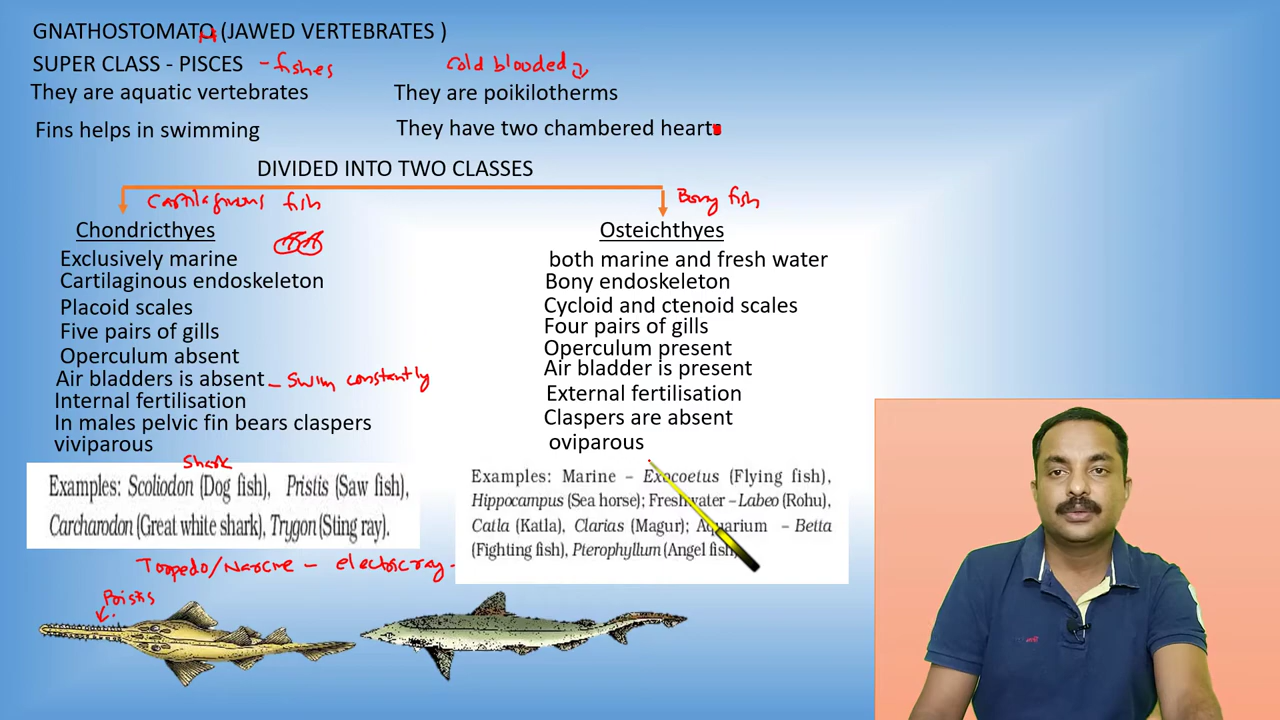 GNATHOSTOMATO (JAWED VERTEBRATES )
SUPER CLASS - PISCES - fishes
cold blooded
They are aquatic vertebrates
They are poikilotherms
Fins helps in swimming
They have two chambered hearts
DIVIDED INTO TWO CLASSES
Cartilaginous fish
Bony fish
Chondricthyes
Exclusively marine
Cartilaginous endoskeleton
Placoid scales
Five pairs of gills
Operculum absent
Air bladders is absent - swim constantly
Internal fertilisation
In males pelvic fin bears claspers
viviparous
Shark
Examples: Scoliodon (Dog fish), Pristis (Saw fish),
Carcharodon (Great white shark), Trygon (Sting ray).
Torpedo/Narcine - electric ray -
Pristis
Osteichthyes
both marine and fresh water
Bony endoskeleton
Cycloid and ctenoid scales
Four pairs of gills
Operculum present
Air bladder is present
External fertilisation
Claspers are absent
oviparous
Examples: Marine – Exocoetus (Flying fish),
Hippocampus (Sea horse); Freshwater – Labeo (Rohu),
Catla (Katla), Clarias (Magur); Aquarium – Betta
(Fighting fish), Pterophyllum (Angel fish)